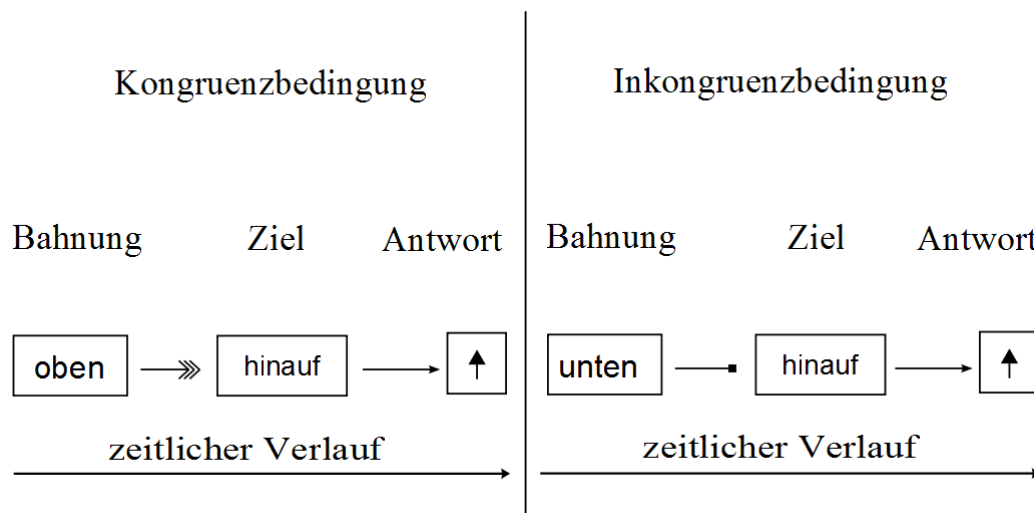 Kongruenzbedingung
Bahnung Ziel Antwort
oben hinauf
zeitlicher Verlauf
Inkongruenzbedingung
Bahnung Ziel Antwort
unten hinauf
zeitlicher Verlauf